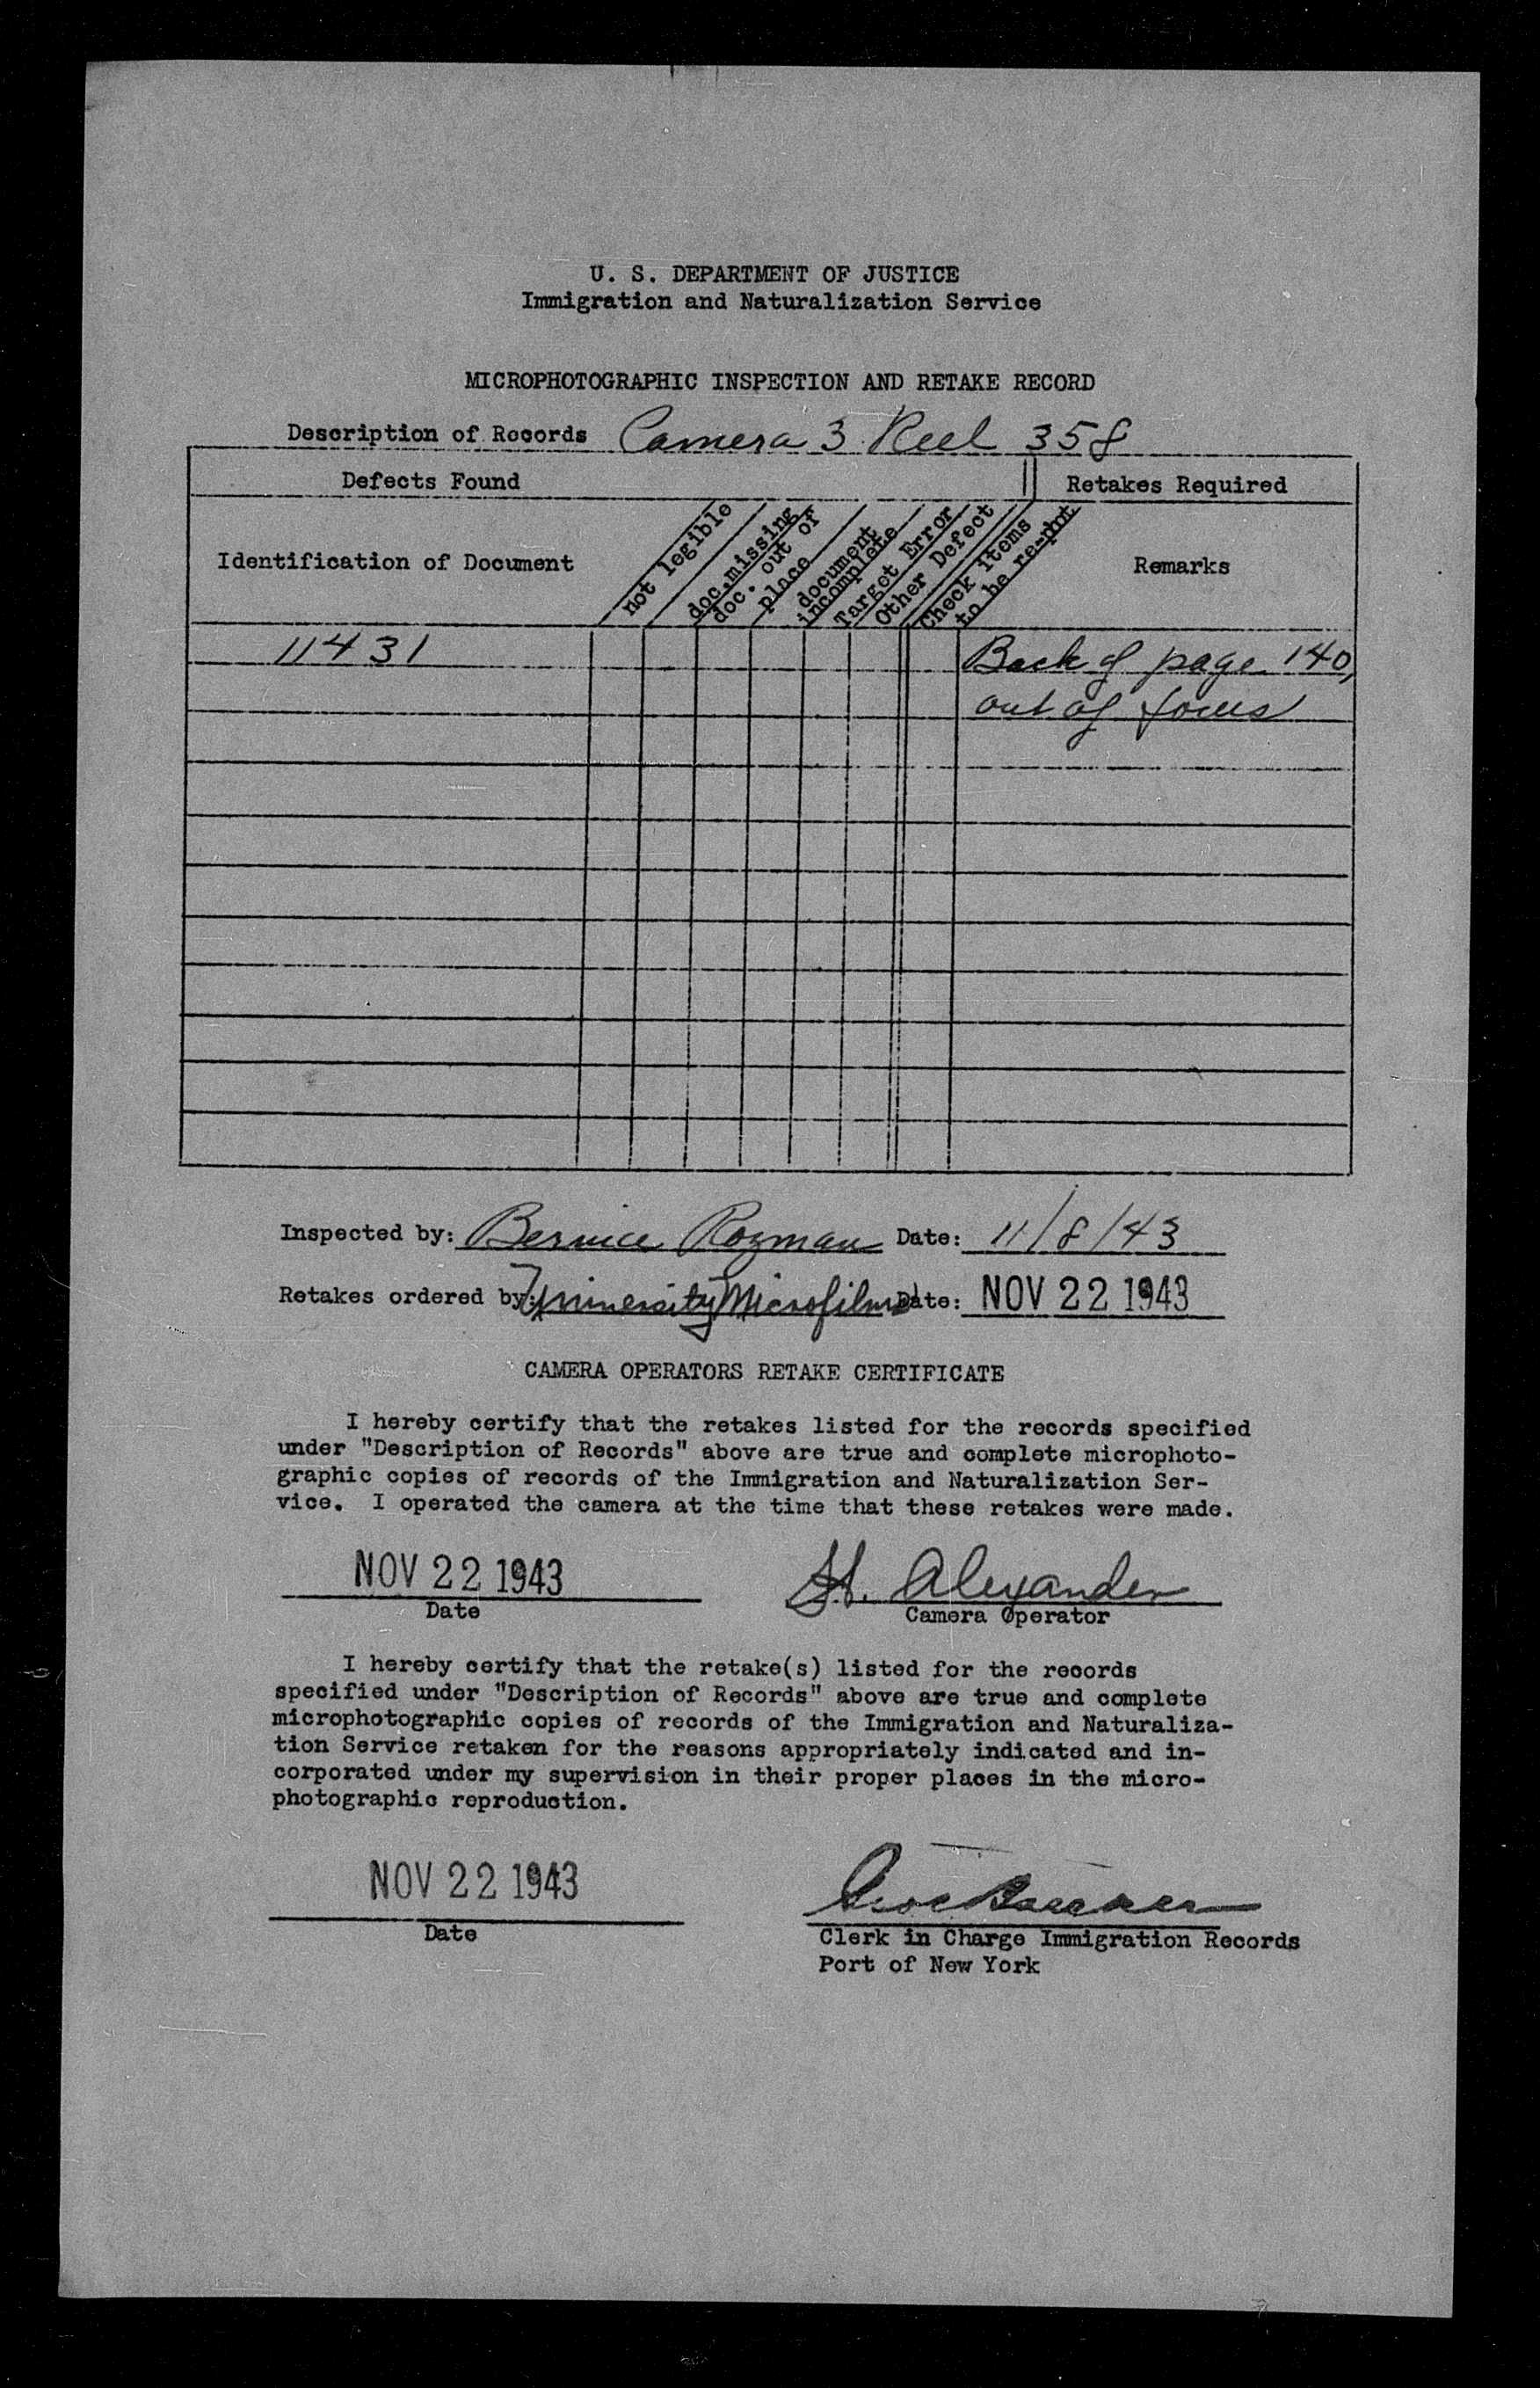 U. S. DEPARTMENT OF JUSTICE
Immigration and Naturalization Service
MICROPHOTOGRAPHIC INSPECTION AND RETAKE RECORD
Description of Records Camera 3 Reel 358
Defects Found Retakes Required
Identification of Document
not legible
doc. missing
doc. out of
place
document
incomplete
Target Error
Other Defect
Check items
to be re-phot
Remarks
11431 Back of page 140,
out of focus
Inspected by: Bernice Rozman Date: 11/8/43
Retakes ordered by: University Microfilms Date: NOV 22 1943
CAMERA OPERATORS RETAKE CERTIFICATE
I hereby certify that the retakes listed for the records specified
under "Description of Records" above are true and complete microphoto-
graphic copies of records of the Immigration and Naturalization Ser-
vice. I operated the camera at the time that these retakes were made.
NOV 22 1943 H. Alexander
Date Camera Operator
I hereby certify that the retake(s) listed for the records
specified under "Description of Records" above are true and complete
microphotographic copies of records of the Immigration and Naturaliza-
tion Service retaken for the reasons appropriately indicated and in-
corporated under my supervision in their proper places in the micro-
photographic reproduction.
NOV 22 1943
Date Clerk in Charge Immigration Records
Port of New York